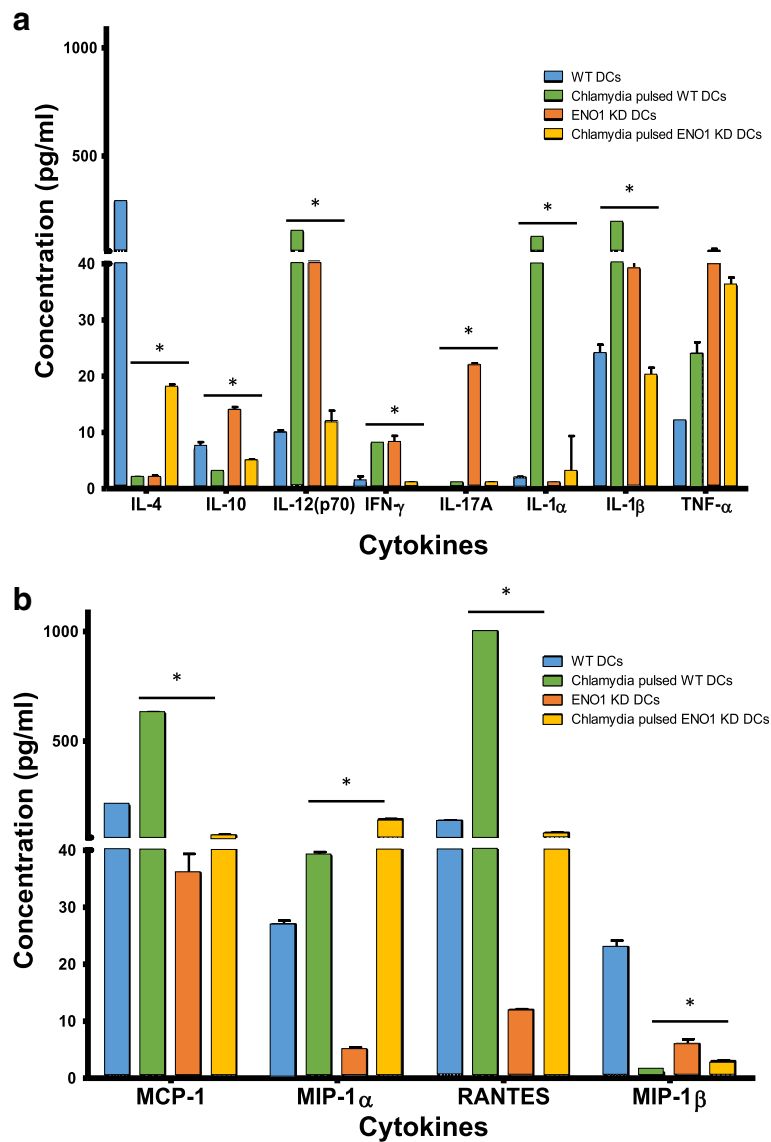 a
1000
500
40
30
20
10
0
Concentration (pg/ml)
WT DCs
Chlamydia pulsed WT DCs
ENO1 KD DCs
Chlamydia pulsed ENO1 KD DCs
* * * * * * *
IL-4 IL-10 IL-12(p70) IFN-γ IL-17A IL-1α IL-1β TNF-α
Cytokines
b
1000
500
40
30
20
10
0
Concentration (pg/ml)
WT DCs
Chlamydia pulsed WT DCs
ENO1 KD DCs
Chlamydia pulsed ENO1 KD DCs
* * * *
MCP-1 MIP-1α RANTES MIP-1β
Cytokines